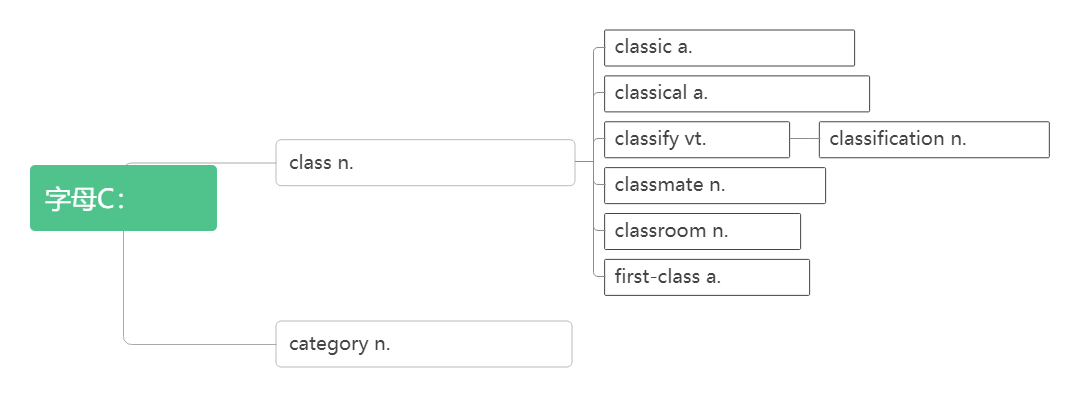 字母C：
class n.
classic a.
classical a.
classify vt.
classification n.
classmate n.
classroom n.
first-class a.
category n.